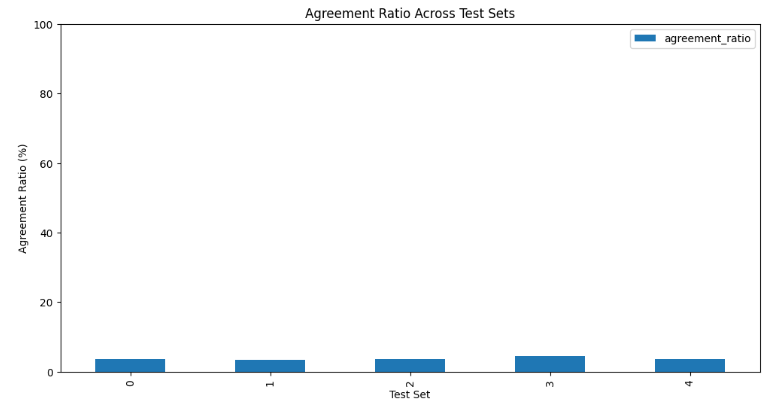 Agreement Ratio Across Test Sets
agreement_ratio
Agreement Ratio (%)
100
80
60
40
20
0
0
1
2
3
4
Test Set